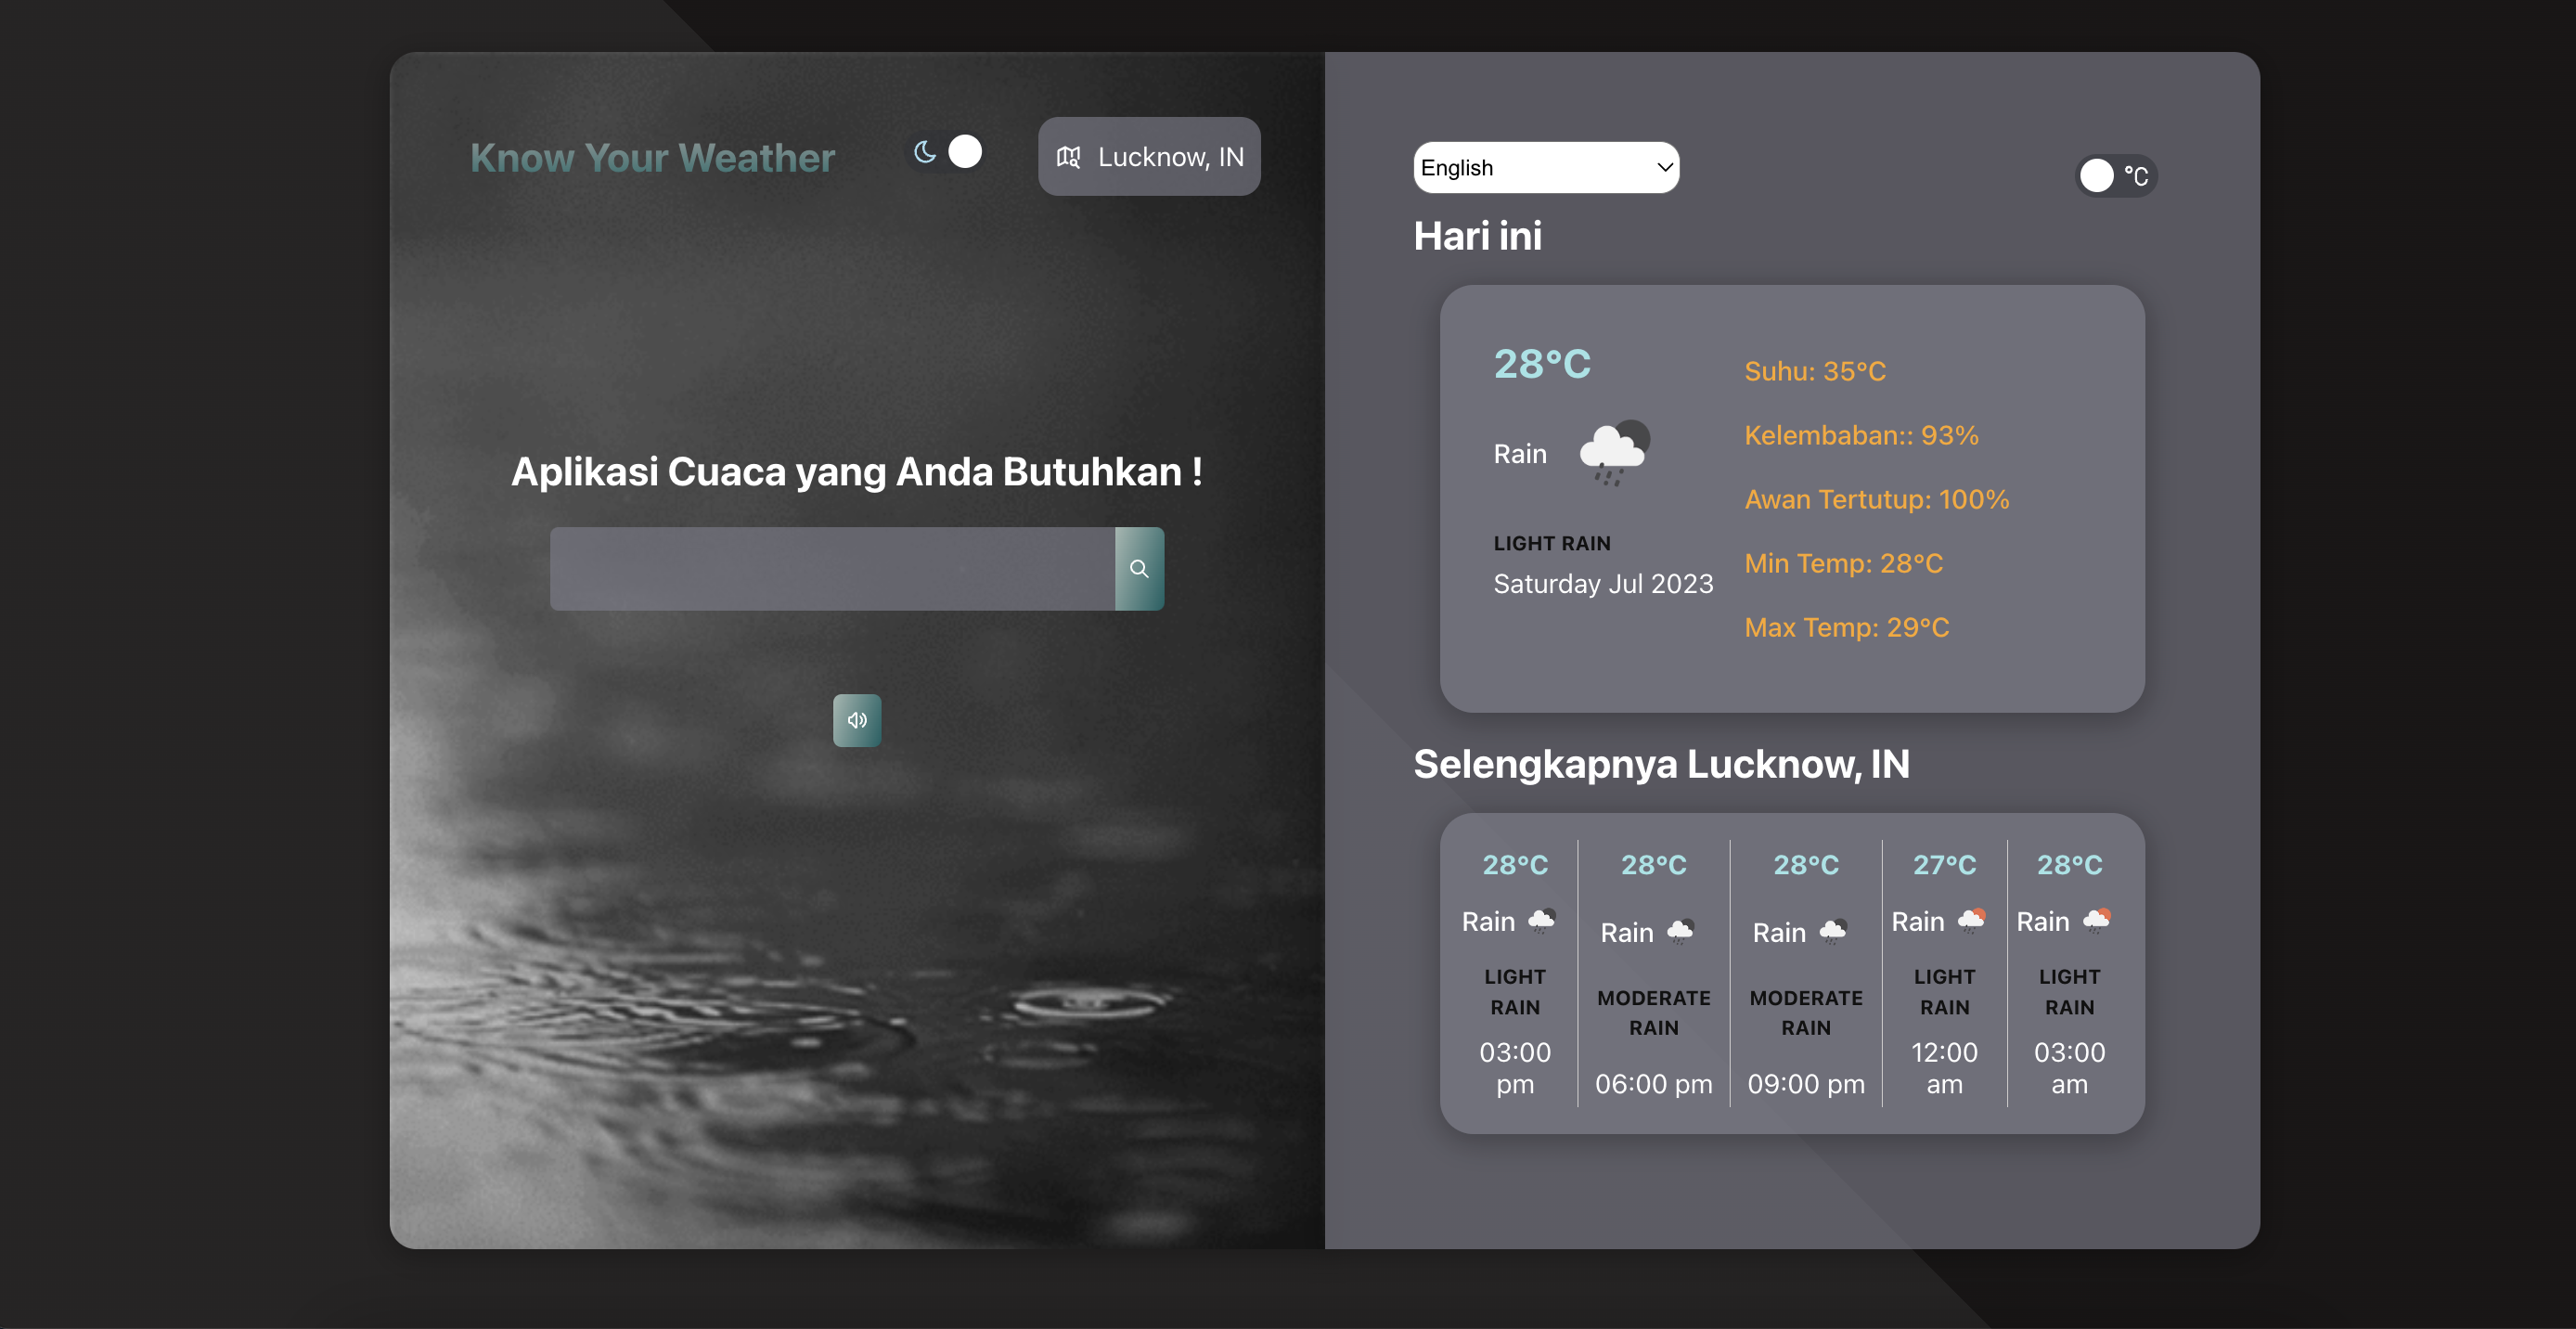 Know Your Weather
Lucknow, IN
Aplikasi Cuaca yang Anda Butuhkan !
English
°C
Hari ini
28°C
Rain
LIGHT RAIN
Saturday Jul 2023
Suhu: 35°C
Kelembaban:: 93%
Awan Tertutup: 100%
Min Temp: 28°C
Max Temp: 29°C
Selengkapnya Lucknow, IN
28°C
Rain
LIGHT
RAIN
03:00
pm
28°C
Rain
MODERATE
RAIN
06:00 pm
28°C
Rain
MODERATE
RAIN
09:00 pm
27°C
Rain
LIGHT
RAIN
12:00
am
28°C
Rain
LIGHT
RAIN
03:00
am